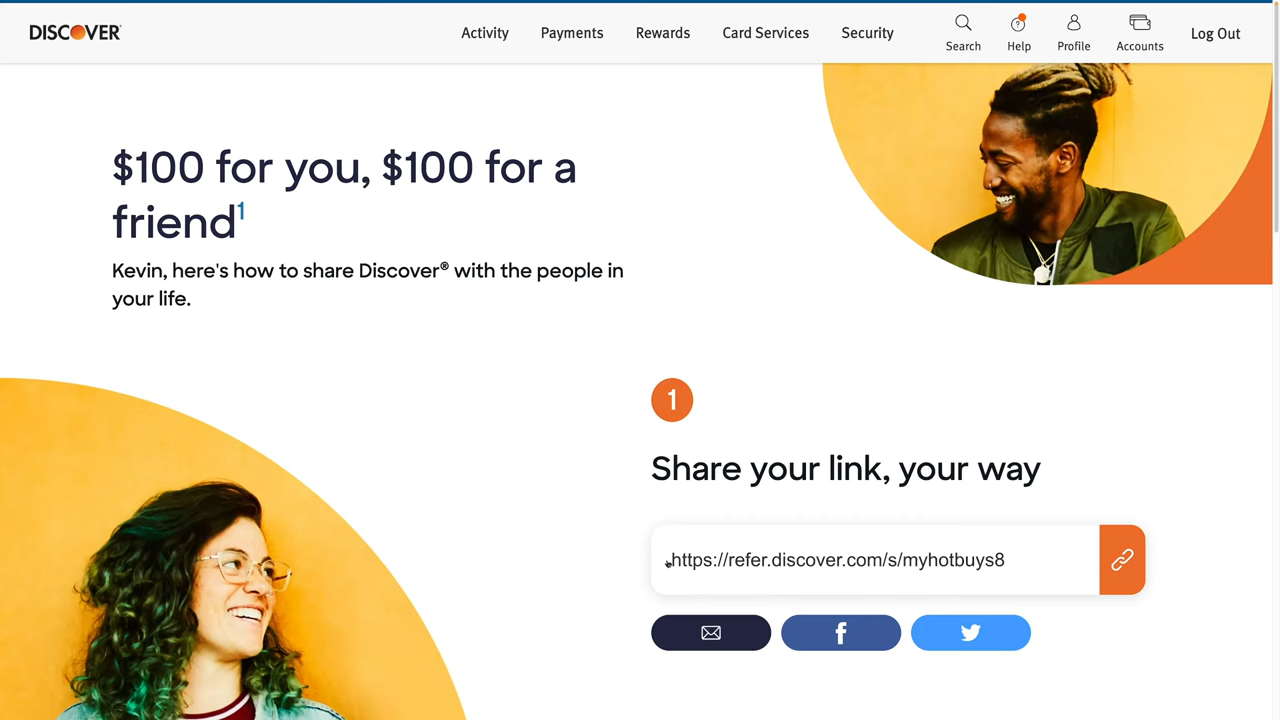 DISCOVER
Activity
Payments
Rewards
Card Services
Security
Search
Help
Profile
Accounts
Log Out
$100 for you, $100 for a
friend1
Kevin, here's how to share Discover® with the people in
your life.
1
Share your link, your way
https://refer.discover.com/s/myhotbuys8